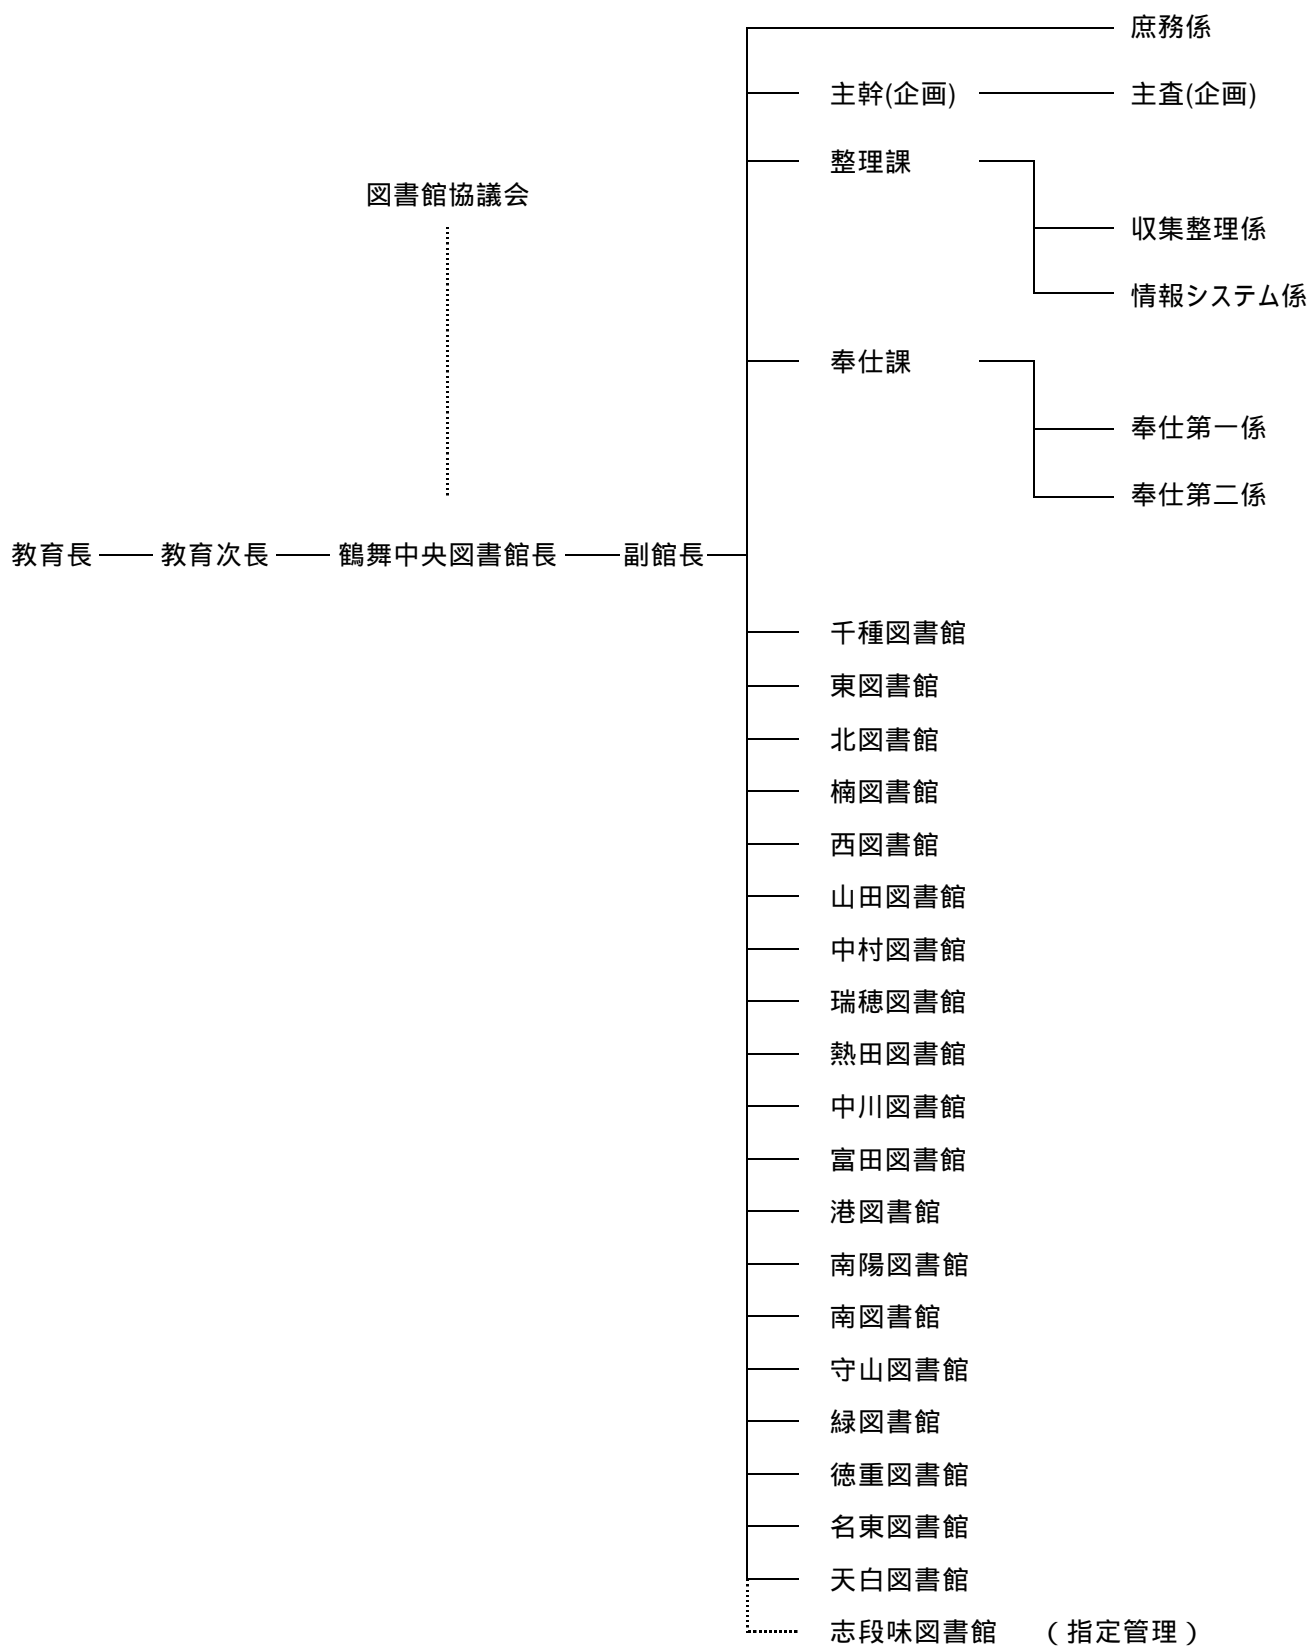 庶務係
主幹(企画) 主査(企画)
整理課
図書館協議会
収集整理係
情報システム係
奉仕課
奉仕第一係
奉仕第二係
教育長 教育次長 鶴舞中央図書館長 副館長
千種図書館
東図書館
北図書館
楠図書館
西図書館
山田図書館
中村図書館
瑞穂図書館
熱田図書館
中川図書館
富田図書館
港図書館
南陽図書館
南図書館
守山図書館
緑図書館
徳重図書館
名東図書館
天白図書館
志段味図書館 (指定管理)